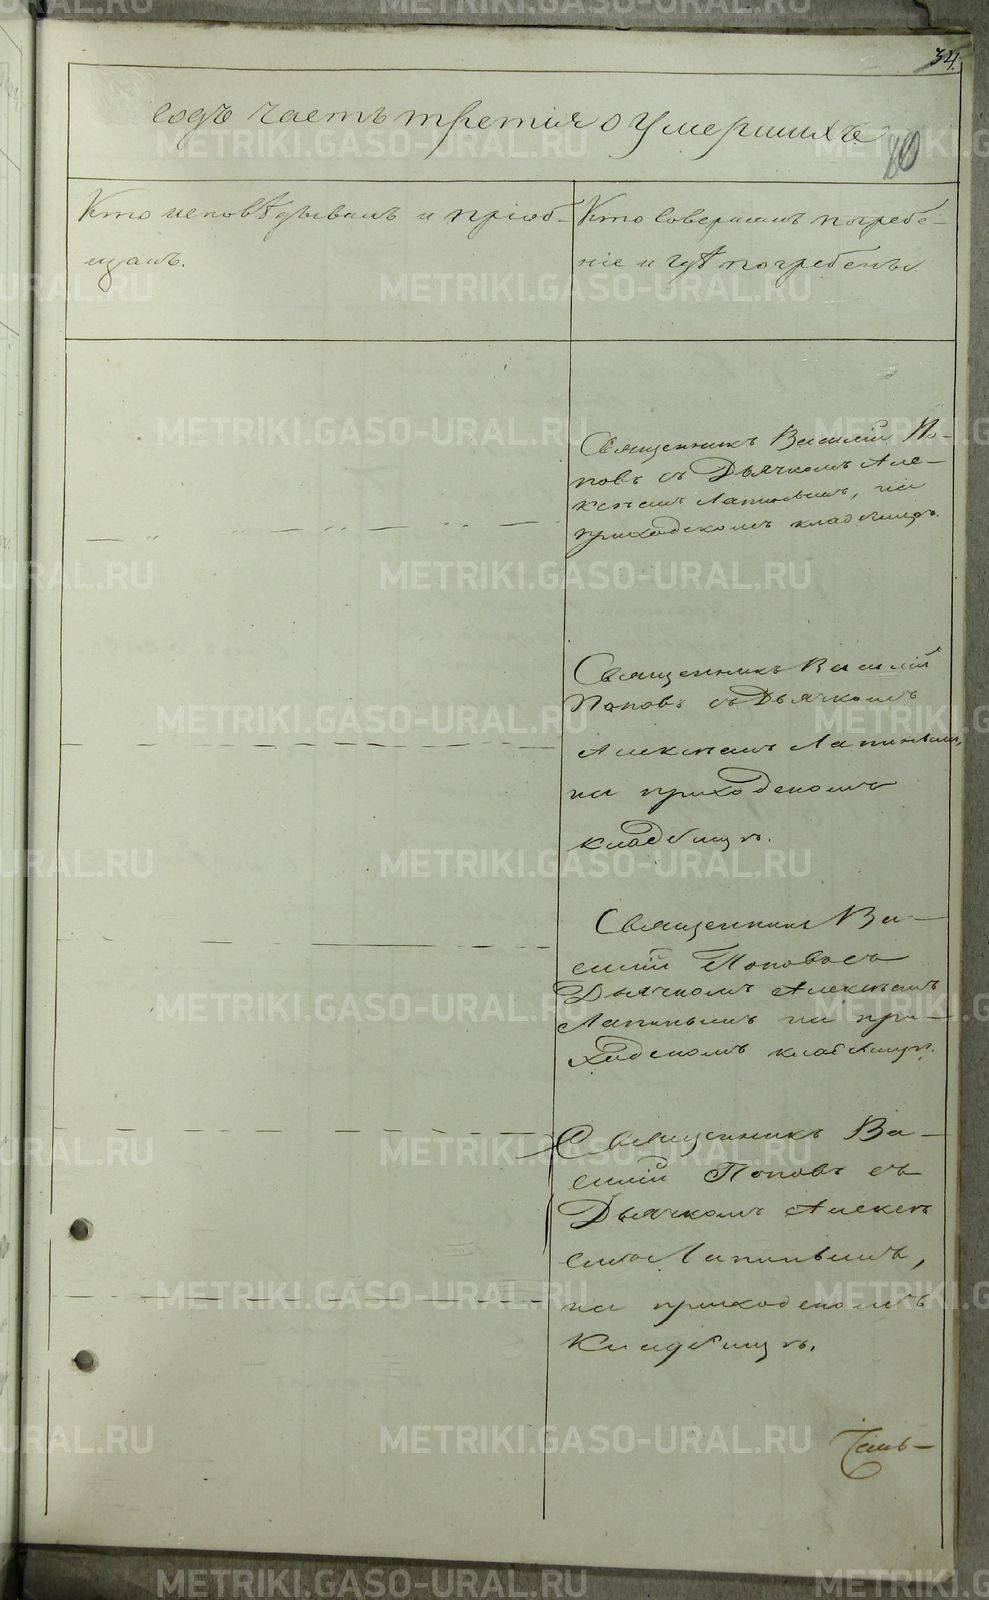 34.
годъ часть третія о умершихъ
80
Кто исповѣдывалъ и пріоб-
щалъ.
Кто совершалъ погребе-
ніе и гдѣ погребены.
Священникъ Василій По-
повъ съ Дьячкомъ Але-
ксѣемъ Лапинымъ, на
приходскомъ кладбищѣ.
Священникъ Василій
Поповъ съ Дьячкомъ
Алексѣемъ Лапинымъ,
на приходскомъ
кладбищѣ.
Священникъ Ва-
силій Поповъ съ
Дьячкомъ Алексѣемъ
Лапинымъ на при-
ходскомъ кладбищѣ.
Священникъ Ва-
силій Поповъ съ
Дьячкомъ Алексѣ
емъ Лапинымъ,
на приходскомъ
Кладбищѣ.
METRIKI.GASO-URAL.RU